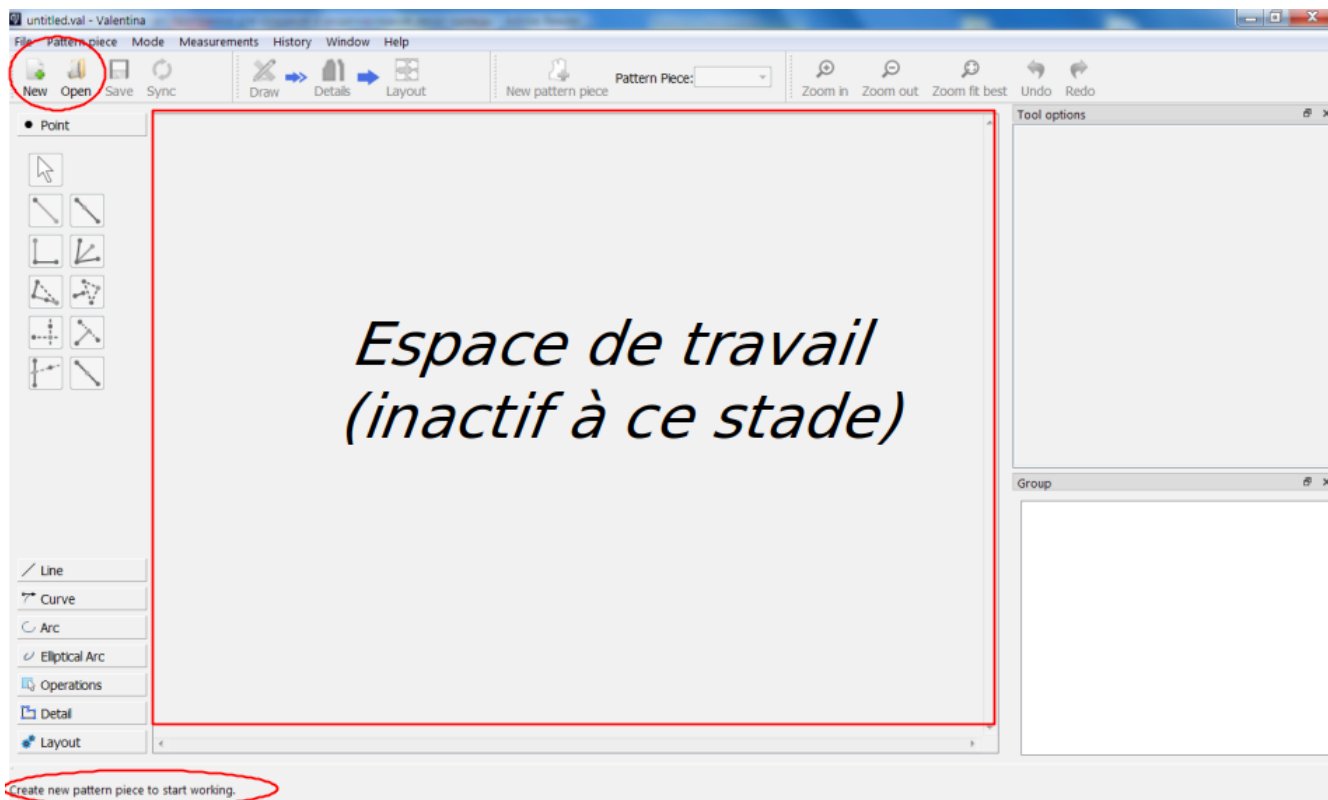 untitled.val - Valentina
File Pattern piece Mode Measurements History Window Help
New Open Save Sync Draw Details Layout New pattern piece Pattern Piece: Zoom in Zoom out Zoom fit best Undo Redo
Point
Tool options
Espace de travail
(inactif à ce stade)
Group
Line
Curve
Arc
Elliptical Arc
Operations
Detail
Layout
Create new pattern piece to start working.